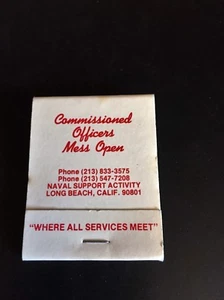 Commissioned
Officers
Mess Open
Phone (213) 833-3575
Phone (213) 547-7208
NAVAL SUPPORT ACTIVITY
LONG BEACH, CALIF. 90801
"WHERE ALL SERVICES MEET"